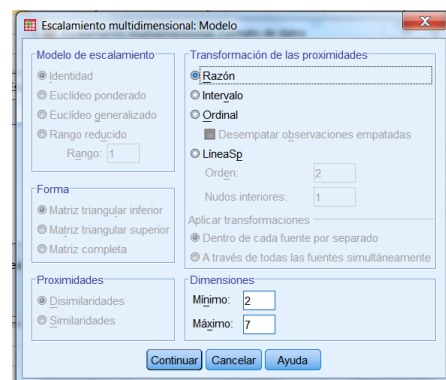 Escalamiento multidimensional: Modelo
Modelo de escalamiento
Identidad
Euclídeo ponderado
Euclídeo generalizado
Rango reducido
Rango: 1
Forma
Matriz triangular inferior
Matriz triangular superior
Matriz completa
Proximidades
Disimilaridades
Similaridades
Transformación de las proximidades
Razón
Intervalo
Ordinal
Desempatar observaciones empatadas
LíneaSp
Orden: 2
Nudos interiores: 1
Aplicar transformaciones
Dentro de cada fuente por separado
A través de todas las fuentes simultáneamente
Dimensiones
Mínimo: 2
Máximo: 7
Continuar Cancelar Ayuda